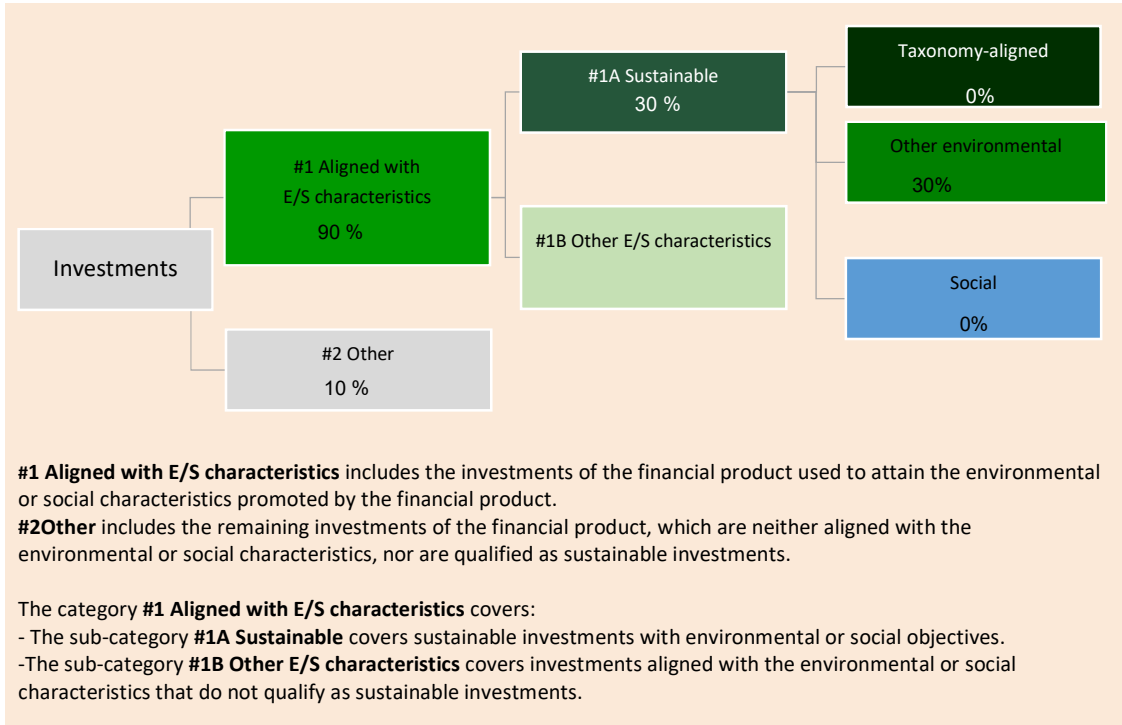 Investments
#1 Aligned with
E/S characteristics
90 %
#2 Other
10 %
#1A Sustainable
30 %
#1B Other E/S characteristics
Taxonomy-aligned
0%
Other environmental
30%
Social
0%
#1 Aligned with E/S characteristics includes the investments of the financial product used to attain the environmental
or social characteristics promoted by the financial product.
#2Other includes the remaining investments of the financial product, which are neither aligned with the
environmental or social characteristics, nor are qualified as sustainable investments.
The category #1 Aligned with E/S characteristics covers:
- The sub-category #1A Sustainable covers sustainable investments with environmental or social objectives.
-The sub-category #1B Other E/S characteristics covers investments aligned with the environmental or social
characteristics that do not qualify as sustainable investments.